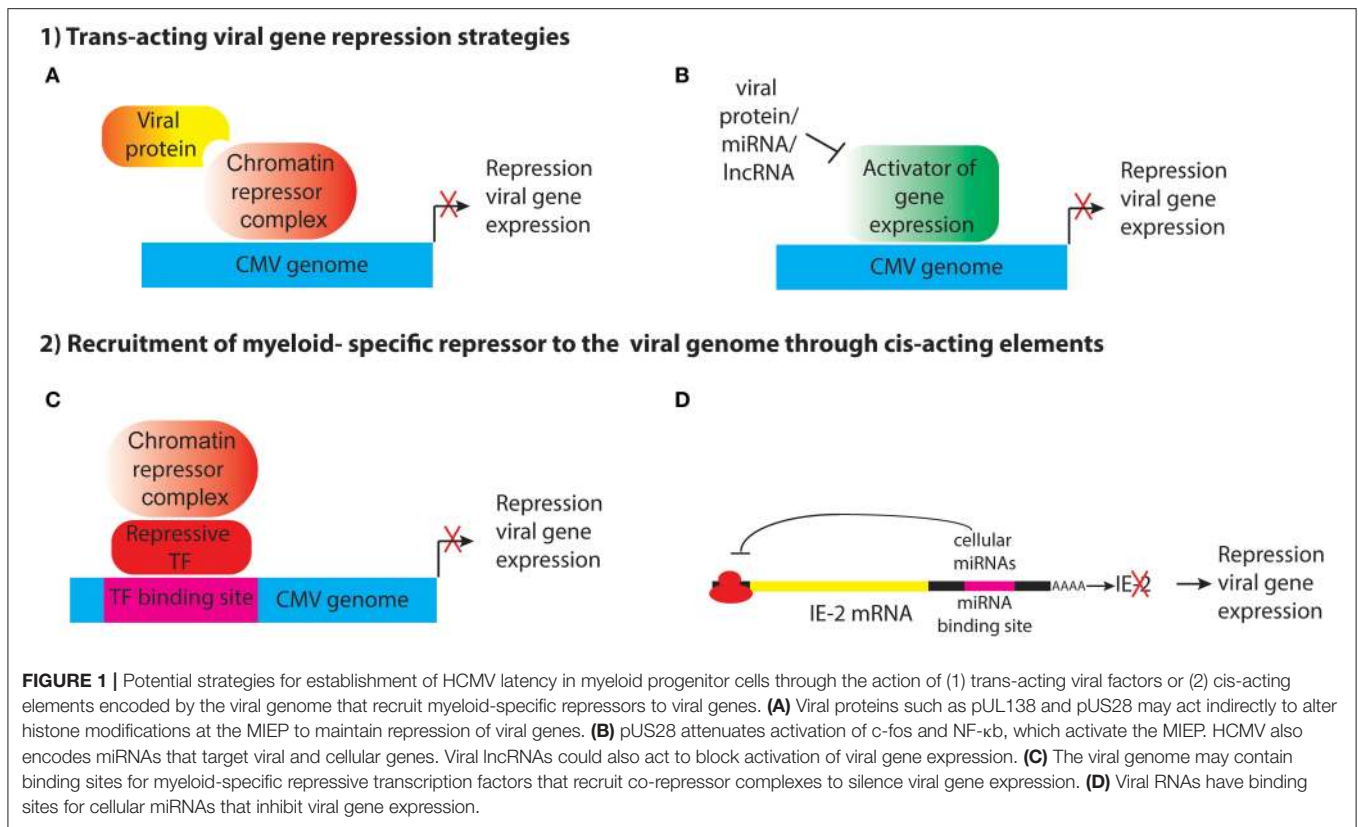 1) Trans-acting viral gene repression strategies
A
Viral
protein
Chromatin
repressor
complex
CMV genome
Repression
viral gene
expression
B
viral
protein/
miRNA/
lncRNA
Activator of
gene
expression
CMV genome
Repression
viral gene
expression
2) Recruitment of myeloid- specific repressor to the viral genome through cis-acting elements
C
Chromatin
repressor
complex
Repressive
TF
TF binding site
CMV genome
Repression
viral gene
expression
D
cellular
miRNAs
AAAA
IE-2
IE-2 mRNA
miRNA
binding site
Repression
viral gene
expression
FIGURE 1 | Potential strategies for establishment of HCMV latency in myeloid progenitor cells through the action of (1) trans-acting viral factors or (2) cis-acting
elements encoded by the viral genome that recruit myeloid-specific repressors to viral genes. (A) Viral proteins such as pUL138 and pUS28 may act indirectly to alter
histone modifications at the MIEP to maintain repression of viral genes. (B) pUS28 attenuates activation of c-fos and NF-κb, which activate the MIEP. HCMV also
encodes miRNAs that target viral and cellular genes. Viral lncRNAs could also act to block activation of viral gene expression. (C) The viral genome may contain
binding sites for myeloid-specific repressive transcription factors that recruit co-repressor complexes to silence viral gene expression. (D) Viral RNAs have binding
sites for cellular miRNAs that inhibit viral gene expression.